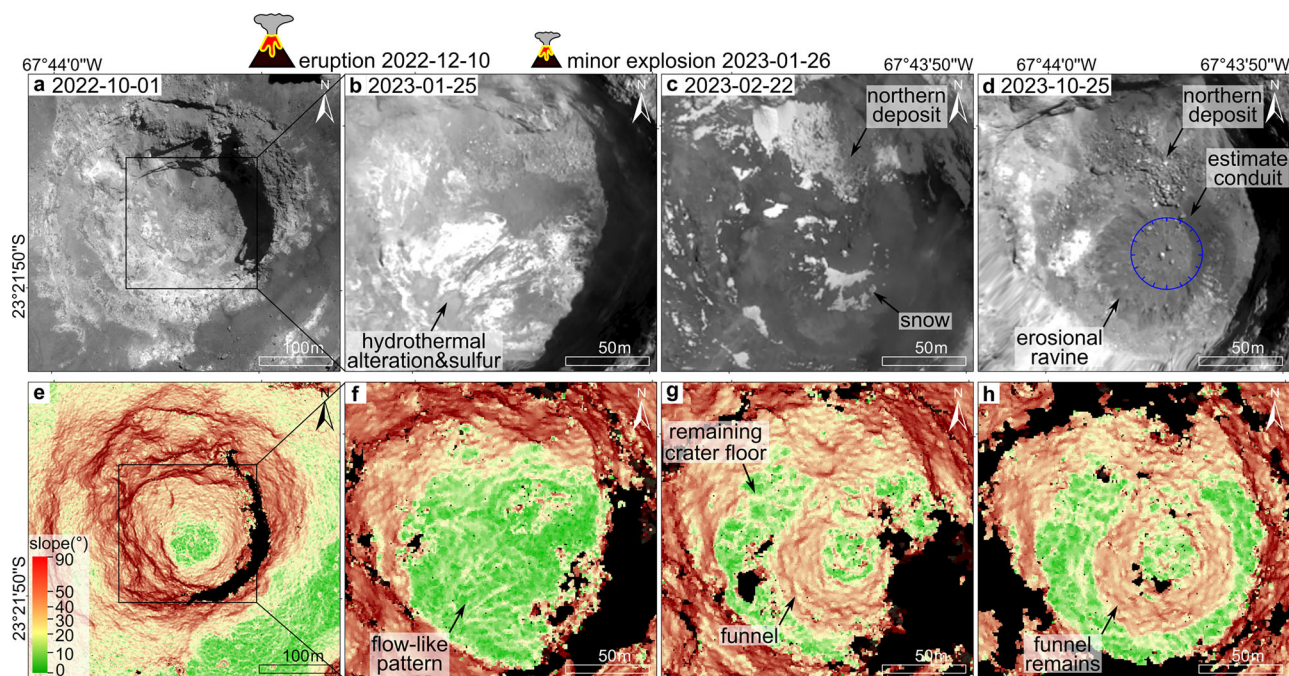 eruption 2022-12-10
minor explosion 2023-01-26
67°44'0"W
67°43'50"W
67°44'0"W
67°43'50"W
a 2022-10-01
N
100m
b 2023-01-25
N
hydrothermal
alteration&sulfur
50m
c 2023-02-22
N
northern
deposit
snow
50m
d 2023-10-25
N
northern
deposit
estimate
conduit
erosional
ravine
50m
23°21'50"S
e
N
slope(°)
90
50
30
20
10
0
100m
f
N
flow-like
pattern
50m
g
N
remaining
crater floor
funnel
50m
h
N
funnel
remains
50m
23°21'50"S